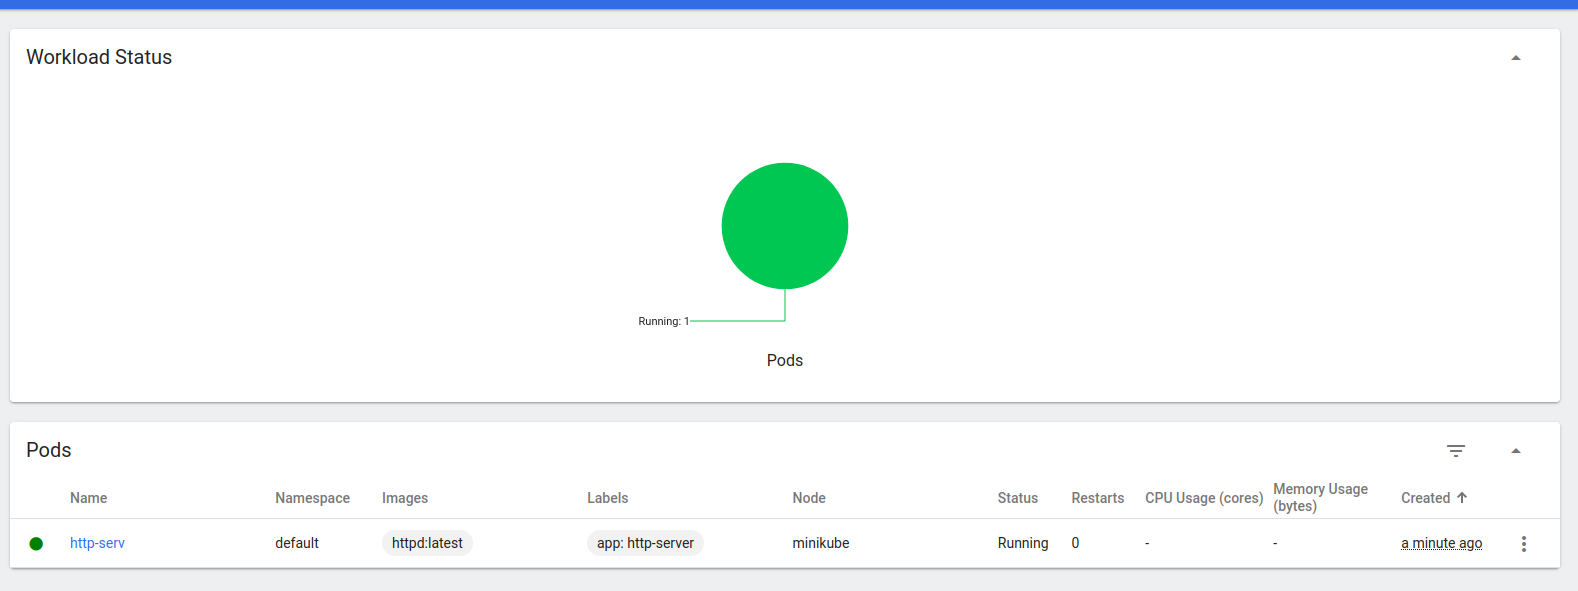 Workload Status
Running: 1
Pods
Pods
Name Namespace Images Labels Node Status Restarts CPU Usage (cores) Memory Usage (bytes) Created
http-serv default httpd:latest app: http-server minikube Running 0 - - a minute ago